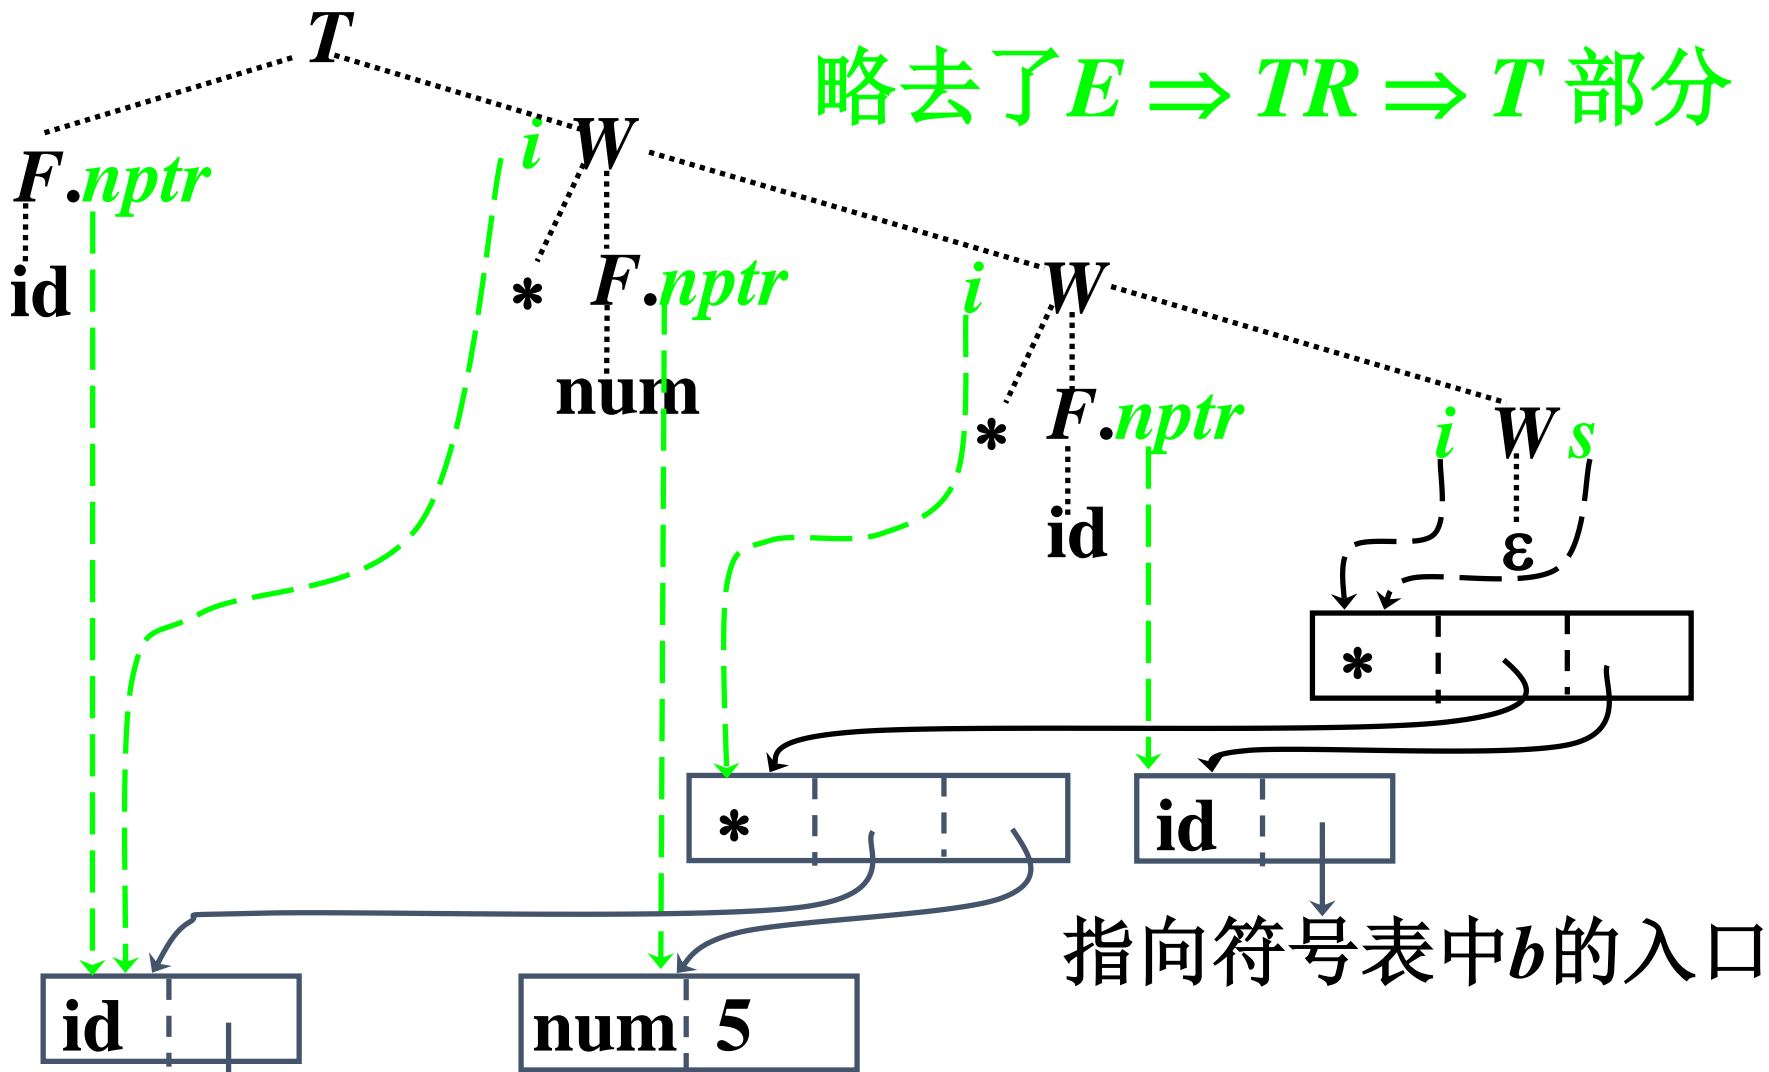 T
略去了E ⇒ TR ⇒ T 部分
i W
F.nptr
id
* F.nptr
i W
num
* F.nptr
i W s
id
ε
*
*
id
指向符号表中b的入口
id
num 5